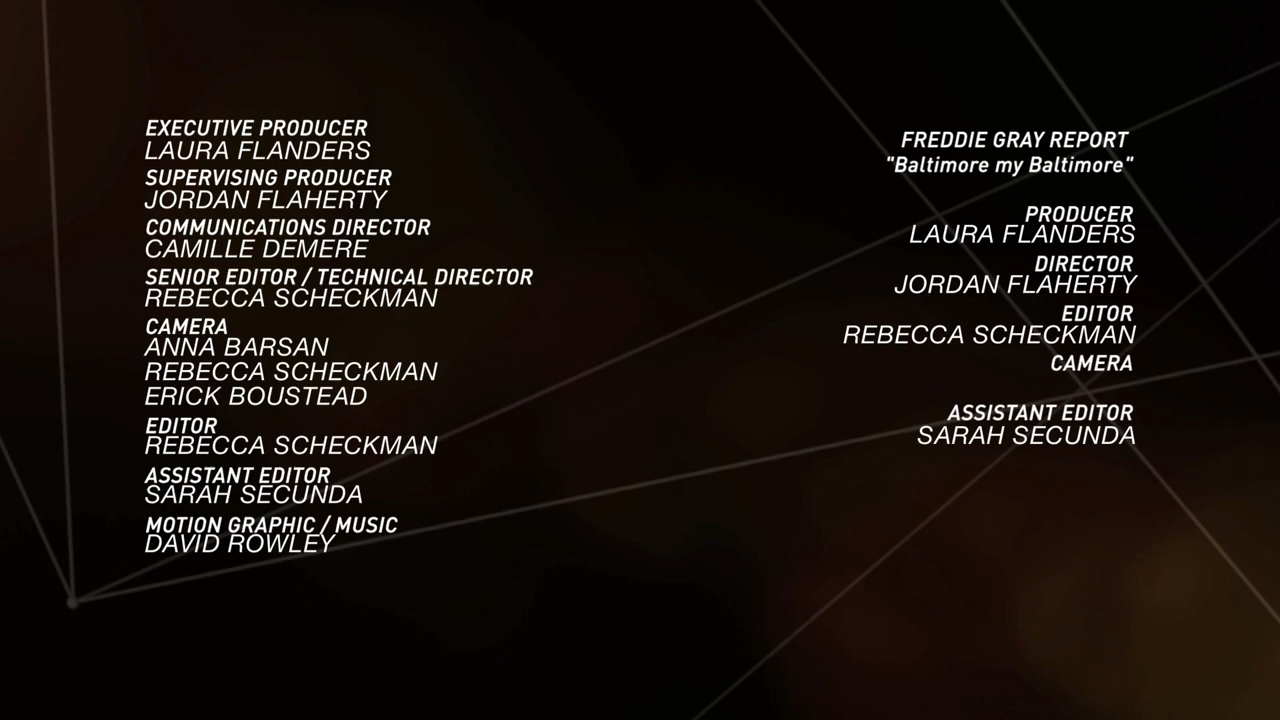 EXECUTIVE PRODUCER
LAURA FLANDERS
SUPERVISING PRODUCER
JORDAN FLAHERTY
COMMUNICATIONS DIRECTOR
CAMILLE DEMERE
SENIOR EDITOR / TECHNICAL DIRECTOR
REBECCA SCHECKMAN
CAMERA
ANNA BARSAN
REBECCA SCHECKMAN
ERICK BOUSTEAD
EDITOR
REBECCA SCHECKMAN
ASSISTANT EDITOR
SARAH SECUNDA
MOTION GRAPHIC / MUSIC
DAVID ROWLEY
FREDDIE GRAY REPORT
"Baltimore my Baltimore"
PRODUCER
LAURA FLANDERS
DIRECTOR
JORDAN FLAHERTY
EDITOR
REBECCA SCHECKMAN
CAMERA
ASSISTANT EDITOR
SARAH SECUNDA